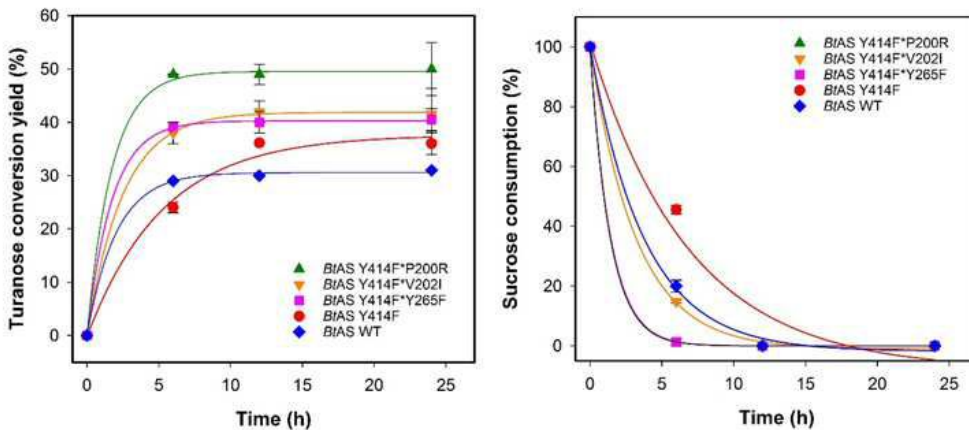 Turanose conversion yield (%)
60
50
40
30
20
10
0
BtAS Y414F*P200R
BtAS Y414F*V202I
BtAS Y414F*Y265F
BtAS Y414F
BtAS WT
0 5 10 15 20 25
Time (h)
Sucrose consumption (%)
100
80
60
40
20
0
BtAS Y414F*P200R
BtAS Y414F*V202I
BtAS Y414F*Y265F
BtAS Y414F
BtAS WT
0 5 10 15 20 25
Time (h)